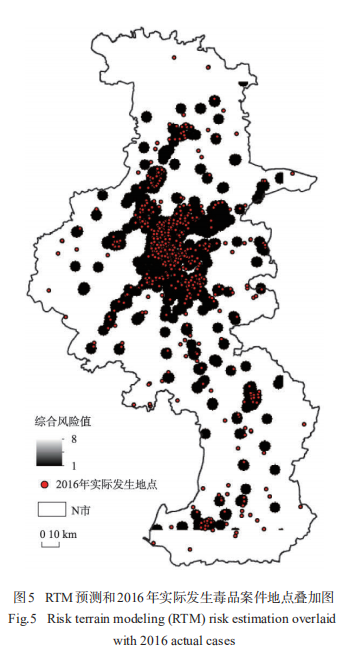 综合风险值
8
1
2016年实际发生地点
N市
0 10 km
图5 RTM预测和2016年实际发生毒品案件地点叠加图
Fig.5 Risk terrain modeling (RTM) risk estimation overlaid
with 2016 actual cases